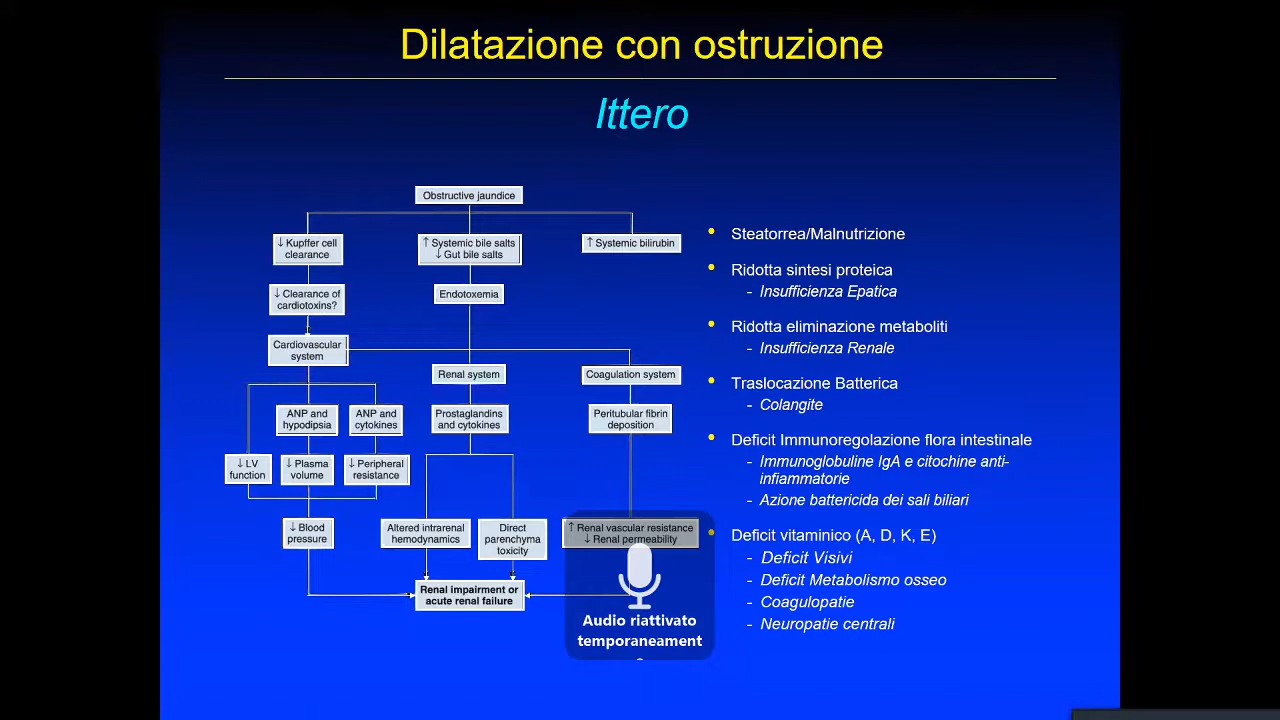 Dilatazione con ostruzione
Ittero
Obstructive jaundice
↓ Kupffer cell
clearance
↑ Systemic bile salts
↓ Gut bile salts
↑ Systemic bilirubin
↓ Clearance of
cardiotoxins?
Endotoxemia
Cardiovascular
system
Renal system
Coagulation system
ANP and
hypodipsia
ANP and
cytokines
Prostaglandins
and cytokines
Peritubular fibrin
deposition
↓ LV
function
↓ Plasma
volume
↓ Peripheral
resistance
↓ Blood
pressure
Altered intrarenal
hemodynamics
Direct
parenchyma
toxicity
↑ Renal vascular resistance
↓ Renal permeability
Renal impairment or
acute renal failure
• Steatorrea/Malnutrizione
• Ridotta sintesi proteica
- Insufficienza Epatica
• Ridotta eliminazione metaboliti
- Insufficienza Renale
• Traslocazione Batterica
- Colangite
• Deficit Immunoregolazione flora intestinale
- Immunoglobuline IgA e citochine anti-
infiammatorie
- Azione battericida dei sali biliari
• Deficit vitaminico (A, D, K, E)
- Deficit Visivi
- Deficit Metabolismo osseo
- Coagulopatie
- Neuropatie centrali
Audio riattivato
temporaneament